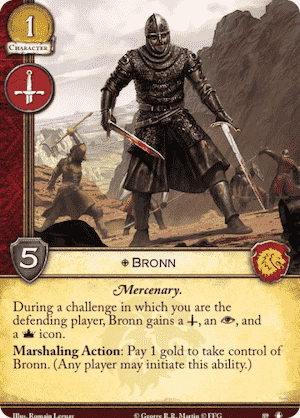 1
CHARACTER
5
BRONN
Mercenary.
During a challenge in which you are the
defending player, Bronn gains a , an , and
a icon.
Marshaling Action: Pay 1 gold to take control of
Bronn. (Any player may initiate this ability.)
Illus. Romain Leguay
© George R.R. Martin © FFG
89